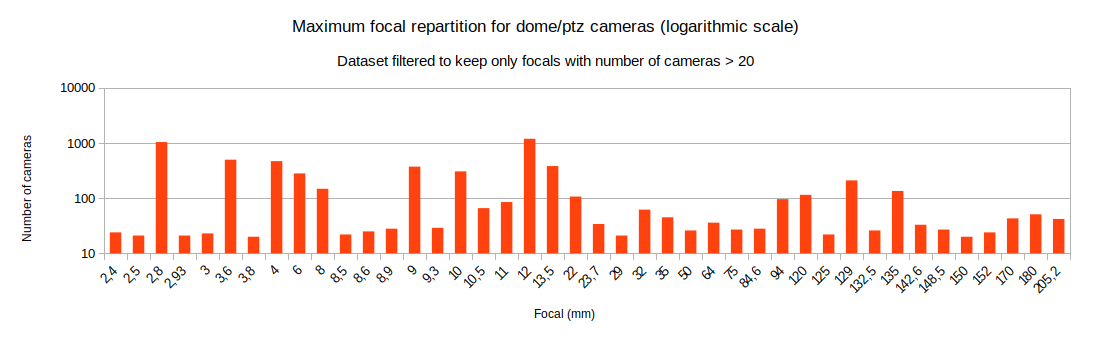 Maximum focal repartition for dome/ptz cameras (logarithmic scale)
Dataset filtered to keep only focals with number of cameras > 20
Number of cameras
10000
1000
100
10
2,4 2,5 2,8 2,93 3 3,6 3,8 4 6 8 8,5 8,6 8,9 9 9,3 10 10,5 11 12 13,5 22 23,7 29 32 35 50 64 75 84,6 94 120 125 129 132,5 135 142,6 148,5 150 152 170 180 205,2
Focal (mm)